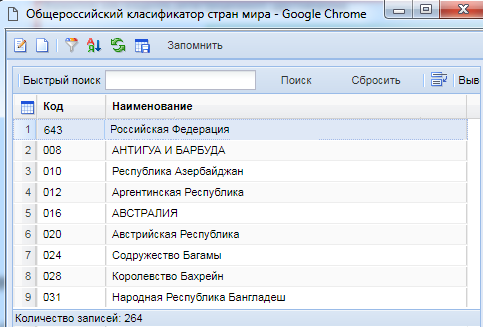 Общероссийский класификатор стран мира - Google Chrome
Запомнить
Быстрый поиск Поиск Сбросить Выв
Код Наименование
1 643 Российская Федерация
2 008 АНТИГУА И БАРБУДА
3 010 Республика Азербайджан
4 012 Аргентинская Республика
5 016 АВСТРАЛИЯ
6 020 Австрийская Республика
7 024 Содружество Багамы
8 028 Королевство Бахрейн
9 031 Народная Республика Бангладеш
Количество записей: 264